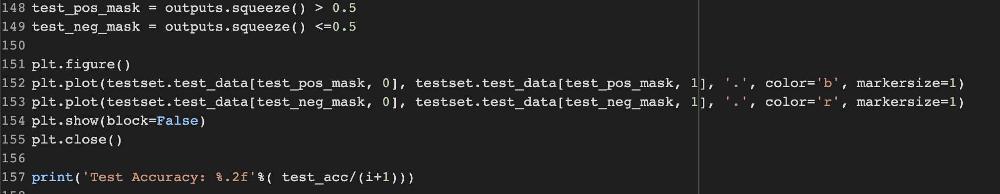 148 test_pos_mask = outputs.squeeze() > 0.5
149 test_neg_mask = outputs.squeeze() <=0.5
150
151 plt.figure()
152 plt.plot(testset.test_data[test_pos_mask, 0], testset.test_data[test_pos_mask, 1], '.', color='b', markersize=1)
153 plt.plot(testset.test_data[test_neg_mask, 0], testset.test_data[test_neg_mask, 1], '.', color='r', markersize=1)
154 plt.show(block=False)
155 plt.close()
156
157 print('Test Accuracy: %.2f'%( test_acc/(i+1)))